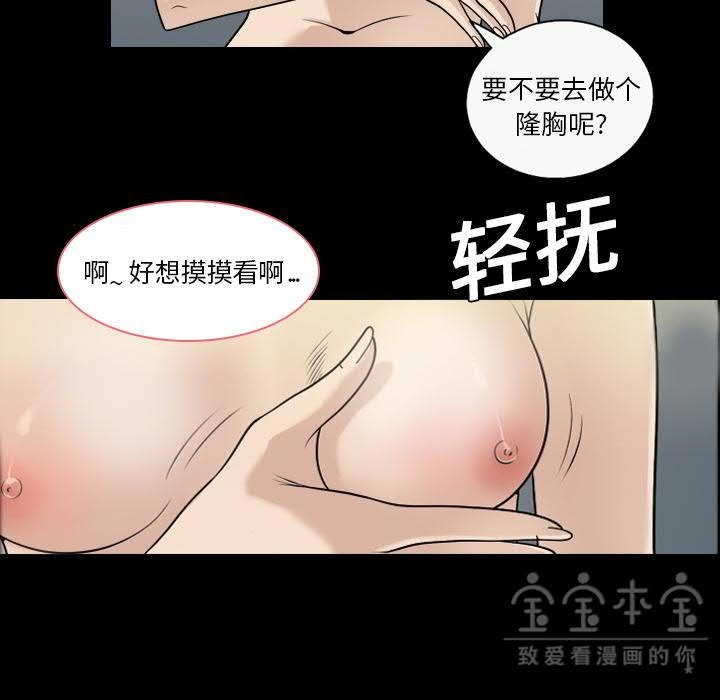 要不要去做个
隆胸呢?
轻抚
啊~ 好想摸摸看啊...
宝宝本宝
致爱看漫画的你